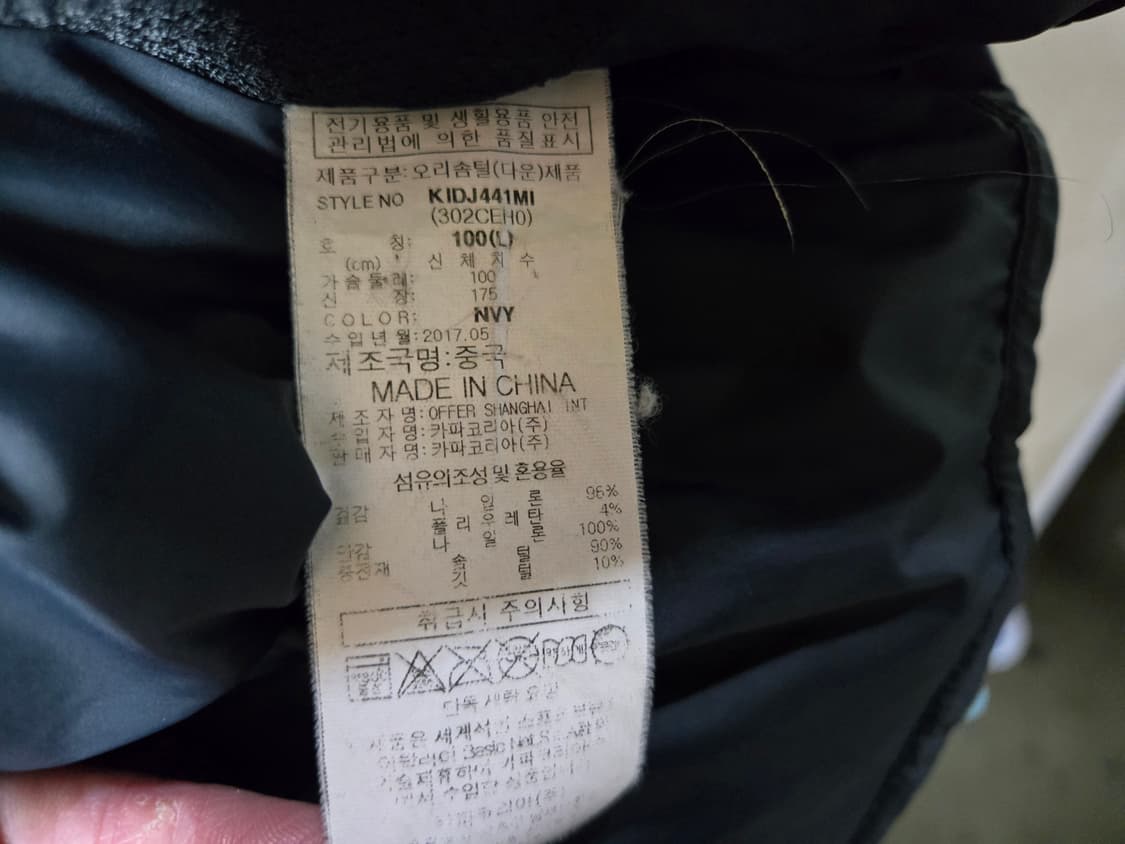 전기용품 및 생활용품 안전
관리법에 의한 품질표시
제품구분:오리솜털(다운)제품
STYLE NO KIDJ441MI
(302CEH0)
호 칭: 100(L)
(cm) 신 체 치 수
가슴둘레: 100
신 장: 175
COLOR: NVY
수입년월:2017.05
제조국명:중국
MADE IN CHINA
제조자명:OFFER SHANGHAI INT
수입자명:카파코리아(주)
판매자명:카파코리아(주)
섬유의조성및혼용율
겉감 나 일 론 96%
폴 리 우 레 탄 4%
안감 나 일 론 100%
충전재 솜 털 90%
깃 털 10%
취급시 주의사항
단독 세탁 요망